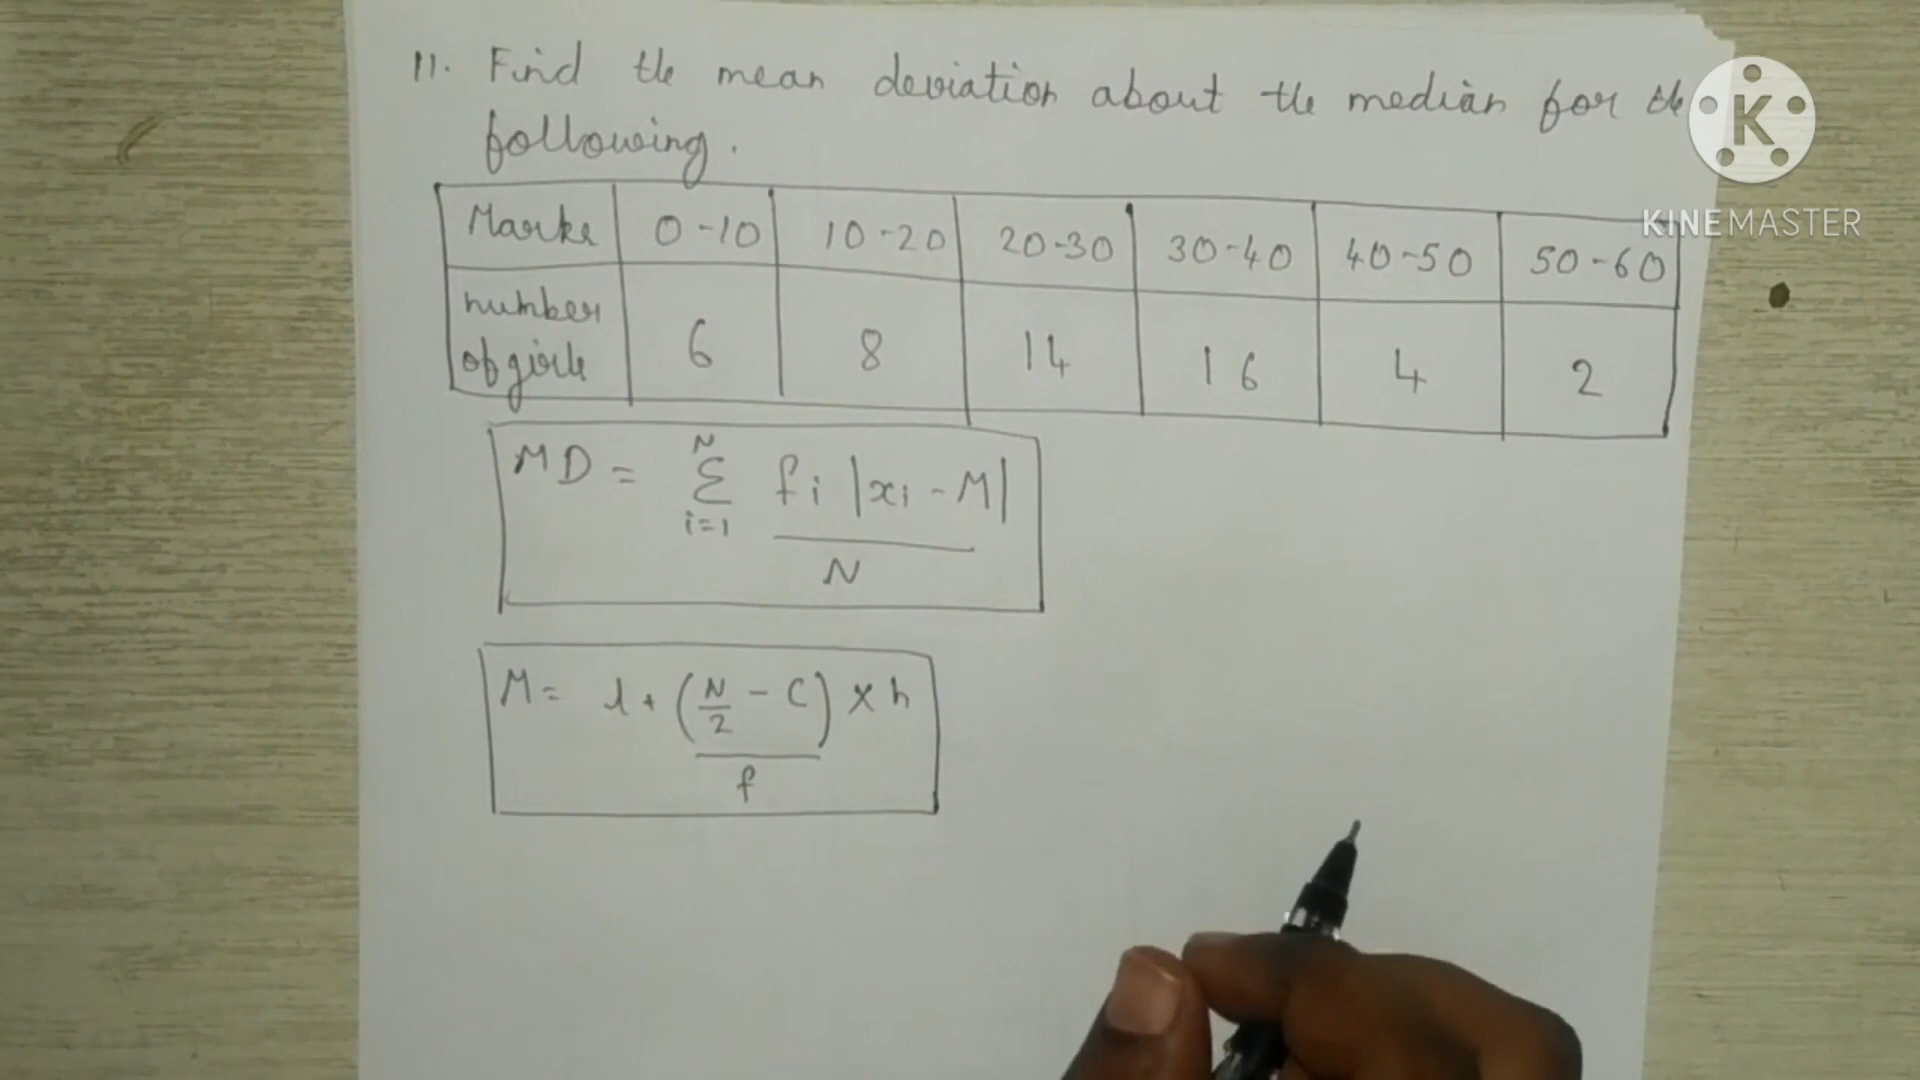 11. Find the mean deviation about the median for the
following.
Marks 0-10 10-20 20-30 30-40 40-50 50-60
number
of girls 6 8 14 16 4 2
MD = N Σ i=1 fi |xi - M| / N
M = l + (N/2 - C) / f × h
K
KINEMASTER